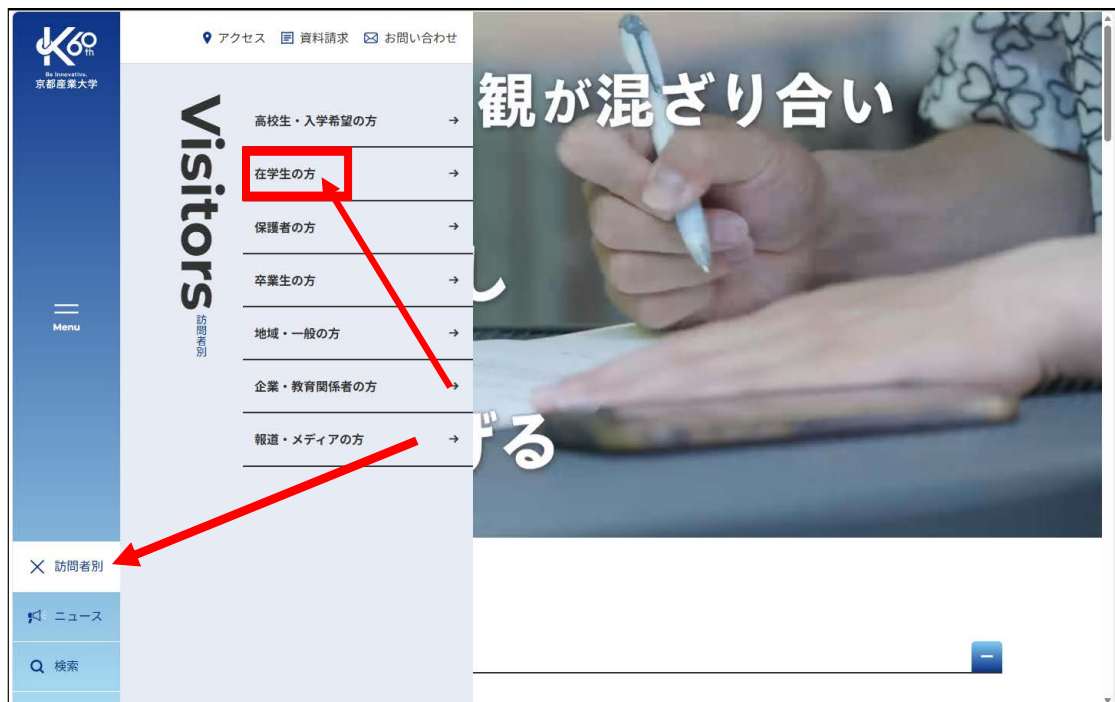 K60th
Be Innovative.
京都産業大学
Menu
訪問者別
ニュース
検索
アクセス 資料請求 お問い合わせ
Visitors
訪問者別
高校生・入学希望の方
在学生の方
保護者の方
卒業生の方
地域・一般の方
企業・教育関係者の方
報道・メディアの方
観が混ざり合い
し
げる